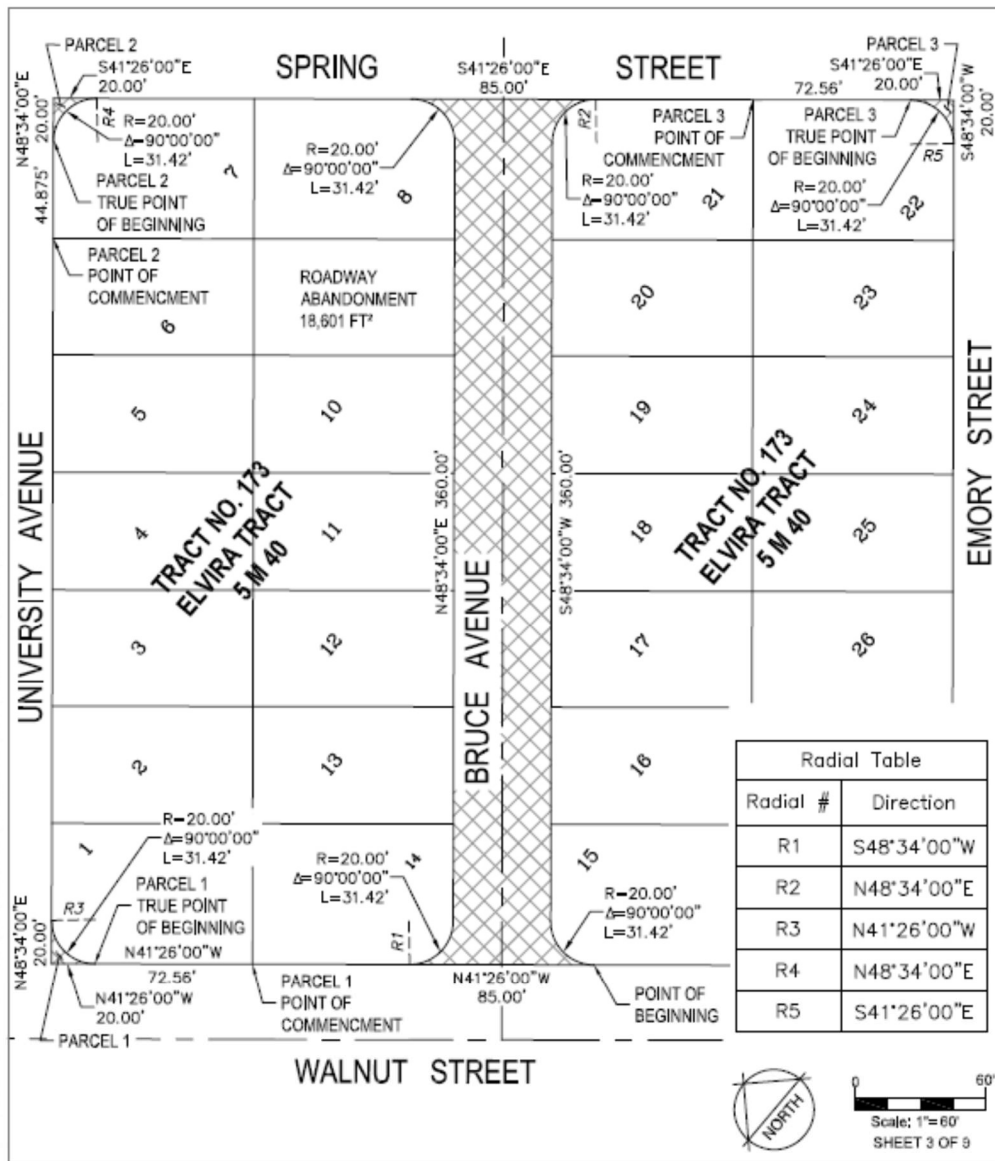 PARCEL 2
S41°26'00"E
20.00'
SPRING STREET
S41°26'00"E
85.00'
PARCEL 3
S41°26'00"E
20.00'
72.56'
S48°34'00"W
20.00'
N48°34'00"E
20.00'
44.875'
R4
R=20.00'
Δ=90°00'00"
L=31.42'
PARCEL 2
TRUE POINT
OF BEGINNING
7
R=20.00'
Δ=90°00'00"
L=31.42'
8
R2
R=20.00'
Δ=90°00'00"
L=31.42'
PARCEL 3
POINT OF
COMMENCMENT
21
PARCEL 3
TRUE POINT
OF BEGINNING
R5
R=20.00'
Δ=90°00'00"
L=31.42'
22
PARCEL 2
POINT OF
COMMENCMENT
6
ROADWAY
ABANDONMENT
18,601 FT²
20
23
5
10
19
24
UNIVERSITY AVENUE
TRACT NO. 173
ELVIRA TRACT
5 M 40
4
11
N48°34'00"E 360.00'
BRUCE AVENUE
S48°34'00"W 360.00'
18
TRACT NO. 173
ELVIRA TRACT
5 M 40
25
EMORY STREET
3
12
17
26
2
13
16
1
R=20.00'
Δ=90°00'00"
L=31.42'
R3
PARCEL 1
TRUE POINT
OF BEGINNING
N41°26'00"W
72.56'
N48°34'00"E
20.00'
N41°26'00"W
20.00'
PARCEL 1
14
R=20.00'
Δ=90°00'00"
L=31.42'
R1
PARCEL 1
POINT OF
COMMENCMENT
N41°26'00"W
85.00'
15
R=20.00'
Δ=90°00'00"
L=31.42'
POINT OF
BEGINNING
WALNUT STREET
Radial Table
Radial # Direction
R1 S48°34'00"W
R2 N48°34'00"E
R3 N41°26'00"W
R4 N48°34'00"E
R5 S41°26'00"E
NORTH
0 60'
Scale: 1"=60'
SHEET 3 OF 9